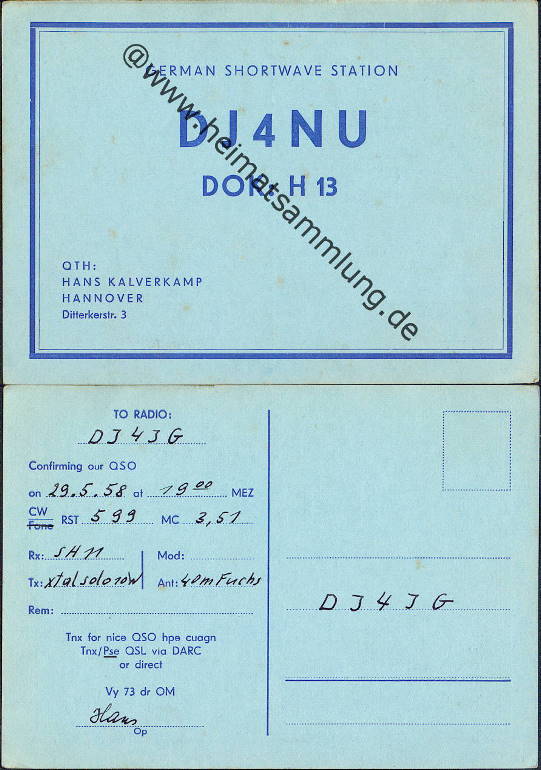 GERMAN SHORTWAVE STATION
DJ4NU
DOK: H 13
QTH:
HANS KALVERKAMP
HANNOVER
Ditterkerstr. 3
@www.heimatsammlung.de
TO RADIO:
DJ4JG
Confirming our QSO
on 29.5.58 at 19 00 MEZ
CW
Fone RST 599 MC 3,51
Rx: SH11 Mod:
Tx: xtal solo 10W Ant: 40m Fuchs
Rem:
Tnx for nice QSO hpe cuagn
Tnx/Pse QSL via DARC
or direct
Vy 73 dr OM
Hans
Op
DJ4JG